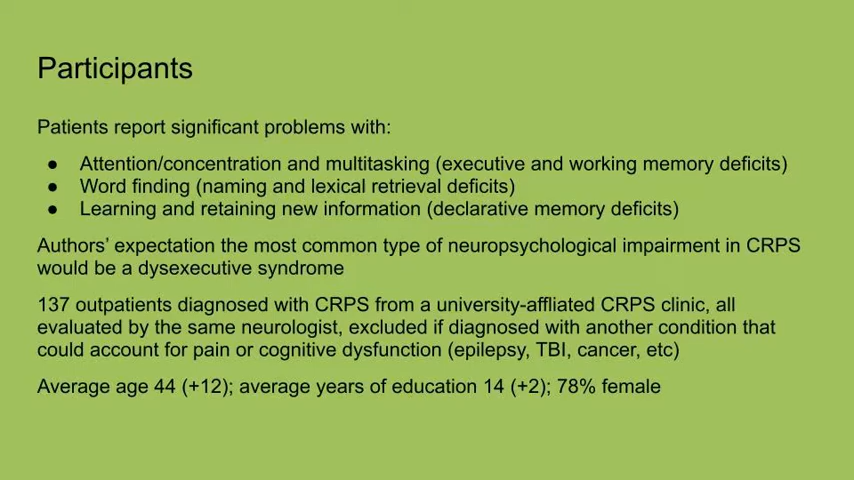 Participants
Patients report significant problems with:
● Attention/concentration and multitasking (executive and working memory deficits)
● Word finding (naming and lexical retrieval deficits)
● Learning and retaining new information (declarative memory deficits)
Authors’ expectation the most common type of neuropsychological impairment in CRPS
would be a dysexecutive syndrome
137 outpatients diagnosed with CRPS from a university-affliated CRPS clinic, all
evaluated by the same neurologist, excluded if diagnosed with another condition that
could account for pain or cognitive dysfunction (epilepsy, TBI, cancer, etc)
Average age 44 (+12); average years of education 14 (+2); 78% female